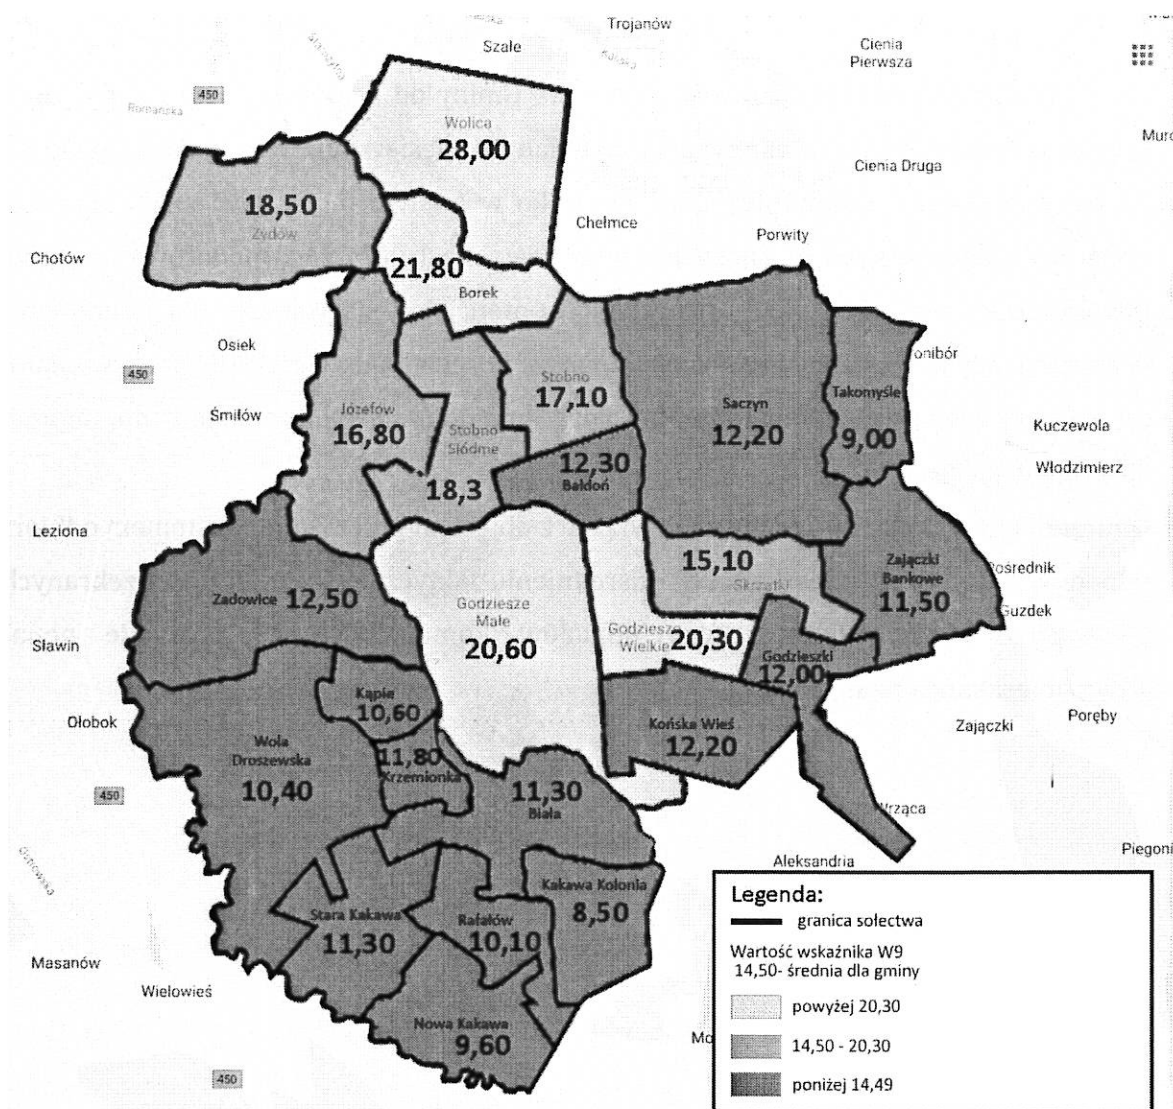 Trojanów
Szale
Cienia
Pierwsza
450
Wolica
28,00
Cienia Druga
18,50
Żydów
Chełmce
Porwity
Chotów
21,80
Borek
Osiek
450
Stobno
17,10
Saczyn
12,20
Takomyśle
9,00
Śmiłów
Józefów
16,80
Stobno
Siódme
18,3
12,30
Bałdoń
Kuczewola
Włodzimierz
Leziona
Zadowice 12,50
15,10
Skrzatki
Zajączki
Bankowe
11,50
Pośrednik
Guzdek
Godziesze
Małe
20,60
Godziesze
Wielkie
20,30
Godzieszki
12,00
Sławin
Kąpie
10,60
Ołobok
Końska Wieś
12,20
Zajączki
Poręby
Wola
Droszewska
10,40
11,80
Krzemionka
450
11,30
Biała
Wrząca
Aleksandria
Piegoni
Kakawa Kolonia
8,50
Stara Kakawa
11,30
Rafałów
10,10
Masanów
Wielowieś
Nowa Kakawa
9,60
Mo
450
Legenda:
granica sołectwa
Wartość wskaźnika W9
14,50- średnia dla gminy
powyżej 20,30
14,50 - 20,30
poniżej 14,49